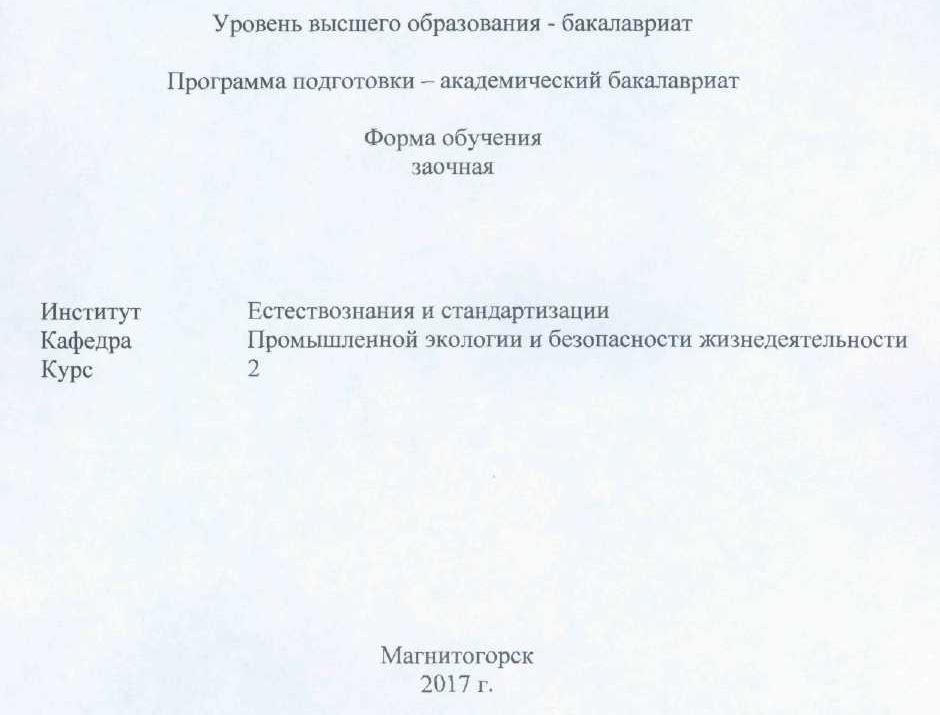 Уровень высшего образования - бакалавриат
Программа подготовки – академический бакалавриат
Форма обучения
заочная
Институт Естествознания и стандартизации
Кафедра Промышленной экологии и безопасности жизнедеятельности
Курс 2
Магнитогорск
2017 г.